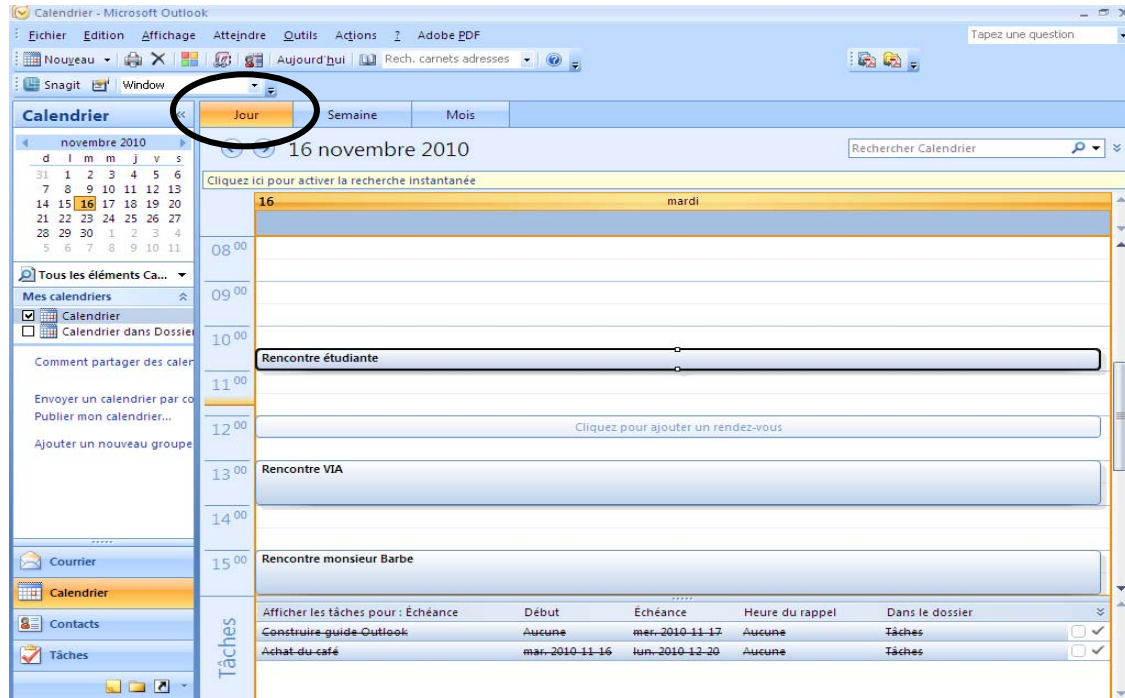 Calendrier - Microsoft Outlook
Fichier Edition Affichage Atteindre Outils Actions ? Adobe PDF Tapez une question
Nouveau Aujourd'hui Rech. carnets adresses
Snagit Window
Calendrier « Jour Semaine Mois
novembre 2010
16 novembre 2010 Rechercher Calendrier
d l m m j v s
31 1 2 3 4 5 6
7 8 9 10 11 12 13
14 15 16 17 18 19 20
21 22 23 24 25 26 27
28 29 30 1 2 3 4
5 6 7 8 9 10 11
Cliquez ici pour activer la recherche instantanée
16 mardi
Tous les éléments Ca...
Mes calendriers
Calendrier
Calendrier dans Dossier
Comment partager des caler
Envoyer un calendrier par co
Publier mon calendrier...
Ajouter un nouveau groupe
Courrier
Calendrier
Contacts
Tâches
08 00
09 00
10 00
Rencontre étudiante
11 00
12 00 Cliquez pour ajouter un rendez-vous
13 00 Rencontre VIA
14 00
15 00 Rencontre monsieur Barbe
Tâches
Afficher les tâches pour : Échéance Début Échéance Heure du rappel Dans le dossier
Construire guide Outlook Aucune mer. 2010-11-17 Aucune Tâches
Achat du café mar. 2010-11-16 lun. 2010-12-20 Aucune Tâches